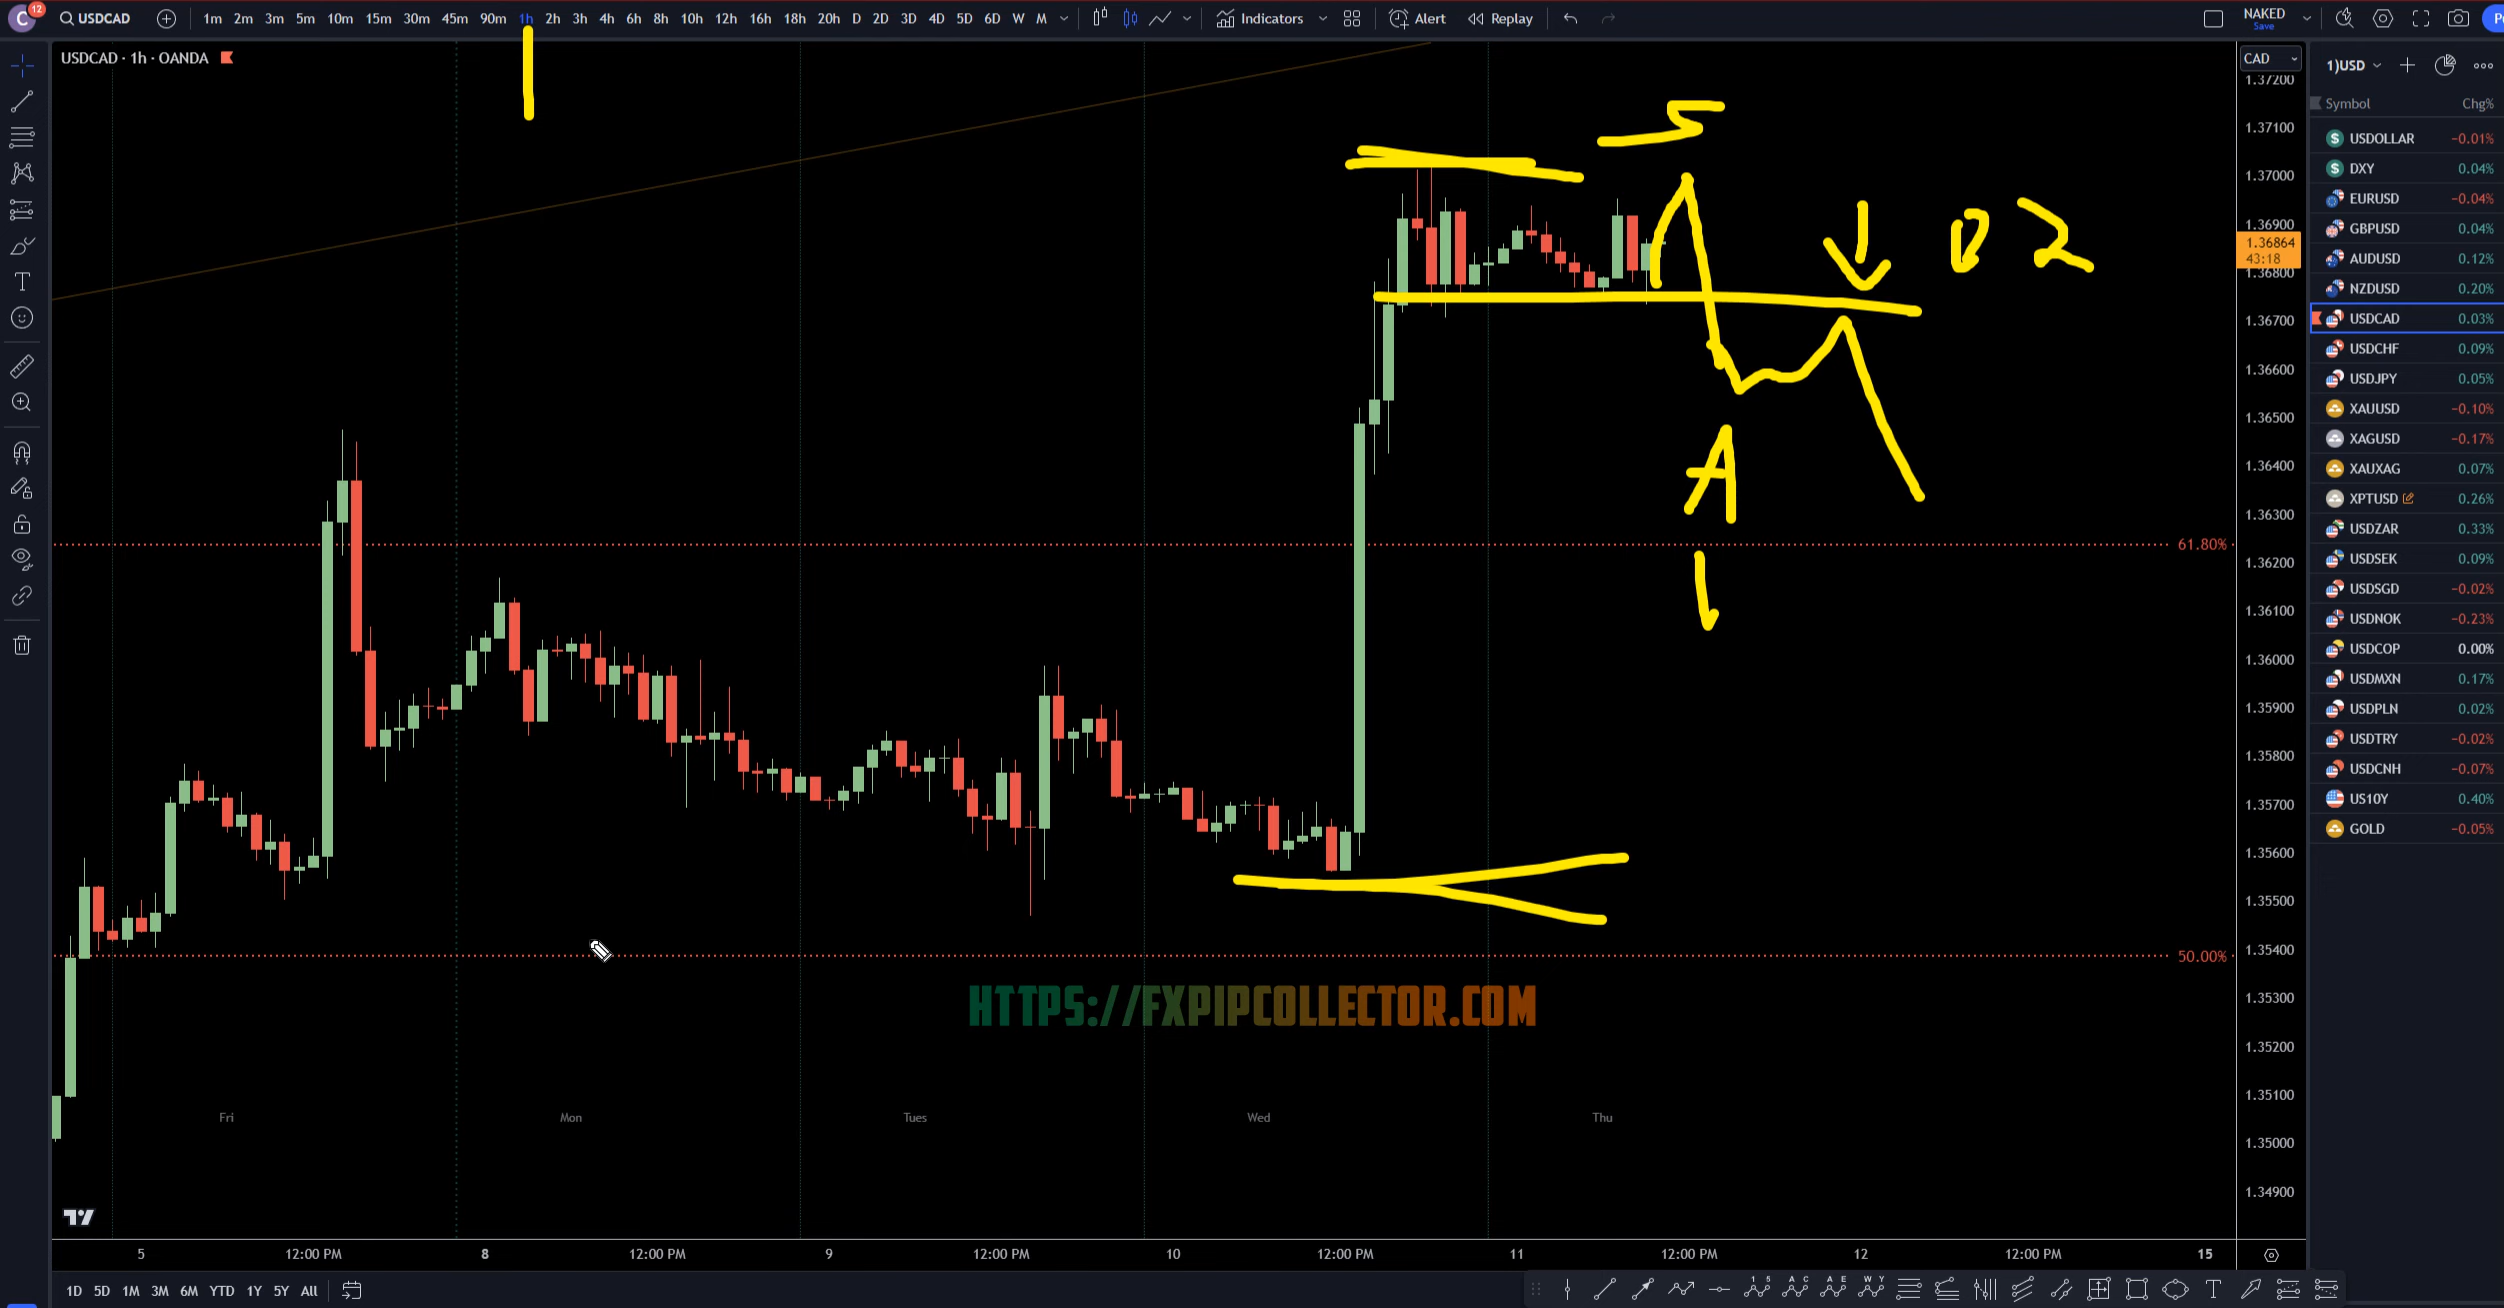 C 12 USDCAD 1m 2m 3m 5m 10m 15m 30m 45m 90m 1h 2h 3h 4h 6h 8h 10h 12h 16h 18h 20h D 2D 3D 4D 5D 6D W M Indicators Alert Replay NAKED
Save
USDCAD · 1h · OANDA
CAD
1)USD
Symbol Chg%
1.37200
1.37100
1.37000
1.36900
1.36864
43:18
1.36800
1.36700
1.36600
1.36500
1.36400
1.36300
1.36200
1.36100
1.36000
1.35900
1.35800
1.35700
1.35600
1.35500
1.35400
1.35300
1.35200
1.35100
1.35000
1.34900
USDOLLAR −0.01%
DXY 0.04%
EURUSD −0.04%
GBPUSD 0.04%
AUDUSD 0.12%
NZDUSD 0.20%
USDCAD 0.03%
USDCHF 0.09%
USDJPY 0.05%
XAUUSD −0.10%
XAGUSD −0.17%
XAUXAG 0.07%
XPTUSD 0.26%
USDZAR 0.33%
USDSEK 0.09%
USDSGD −0.02%
USDNOK −0.23%
USDCOP 0.00%
USDMXN 0.17%
USDPLN 0.02%
USDTRY −0.02%
USDCNH −0.07%
US10Y 0.40%
GOLD −0.05%
5
2
A
61.80%
50.00%
HTTPS://FXPIPCOLLECTOR.COM
Fri Mon Tues Wed Thu
5 12:00 PM 8 12:00 PM 9 12:00 PM 10 12:00 PM 11 12:00 PM 12 12:00 PM 15
1D 5D 1M 3M 6M YTD 1Y 5Y All